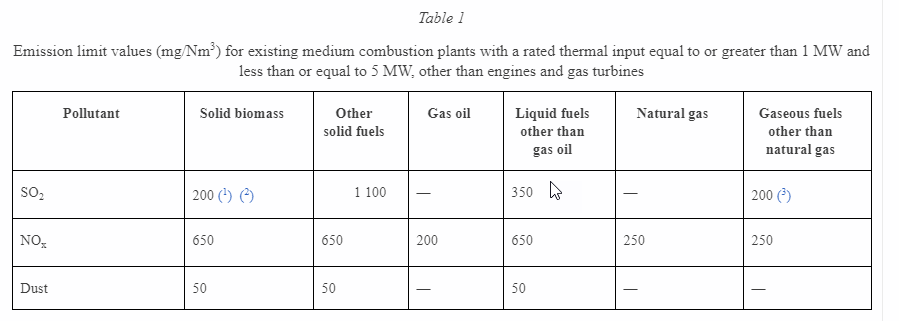 Table 1
Emission limit values (mg/Nm³) for existing medium combustion plants with a rated thermal input equal to or greater than 1 MW and
less than or equal to 5 MW, other than engines and gas turbines
Pollutant Solid biomass Other solid fuels Gas oil Liquid fuels other than gas oil Natural gas Gaseous fuels other than natural gas
SO₂ 200 (¹) (²) 1 100 — 350 — 200 (³)
NOₓ 650 650 200 650 250 250
Dust 50 50 — 50 — —